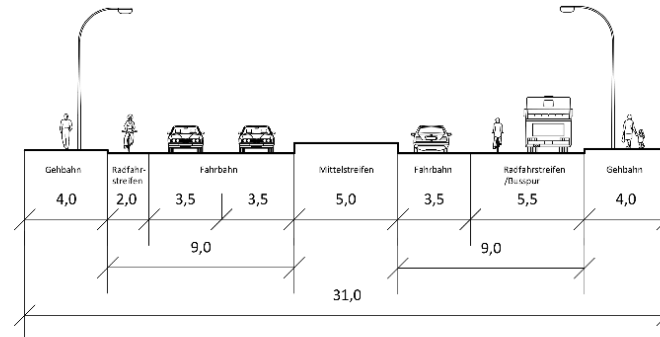 Gehbahn
Radfahr-
streifen
Fahrbahn
Mittelstreifen
Fahrbahn
Radfahrstreifen
/Busspur
Gehbahn
4,0
2,0
3,5
3,5
5,0
3,5
5,5
4,0
9,0
9,0
31,0